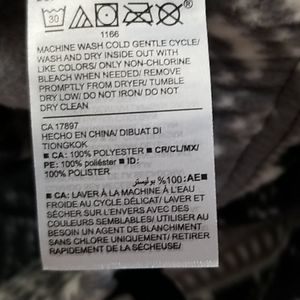 30
1166
MACHINE WASH COLD GENTLE CYCLE/
WASH AND DRY INSIDE OUT WITH
LIKE COLORS/ ONLY NON-CHLORINE
BLEACH WHEN NEEDED/ REMOVE
PROMPTLY FROM DRYER/ TUMBLE
DRY LOW/ DO NOT IRON/ DO NOT
DRY CLEAN
CA 17897
HECHO EN CHINA/ DIBUAT DI
TIONGKOK
■ CA: 100% POLYESTER ■ CR/CL/MX/
PE: 100% poliéster ■ ID:
100% POLISTER
■ AE: 100% بوليستر
■ CA: LAVER À LA MACHINE À L'EAU
FROIDE AU CYCLE DÉLICAT/ LAVER ET
SÉCHER SUR L'ENVERS AVEC DES
COULEURS SEMBLABLES/ UTILISER AU
BESOIN UN AGENT DE BLANCHIMENT
SANS CHLORE UNIQUEMENT/ RETIRER
RAPIDEMENT DE LA SÉCHEUSE/